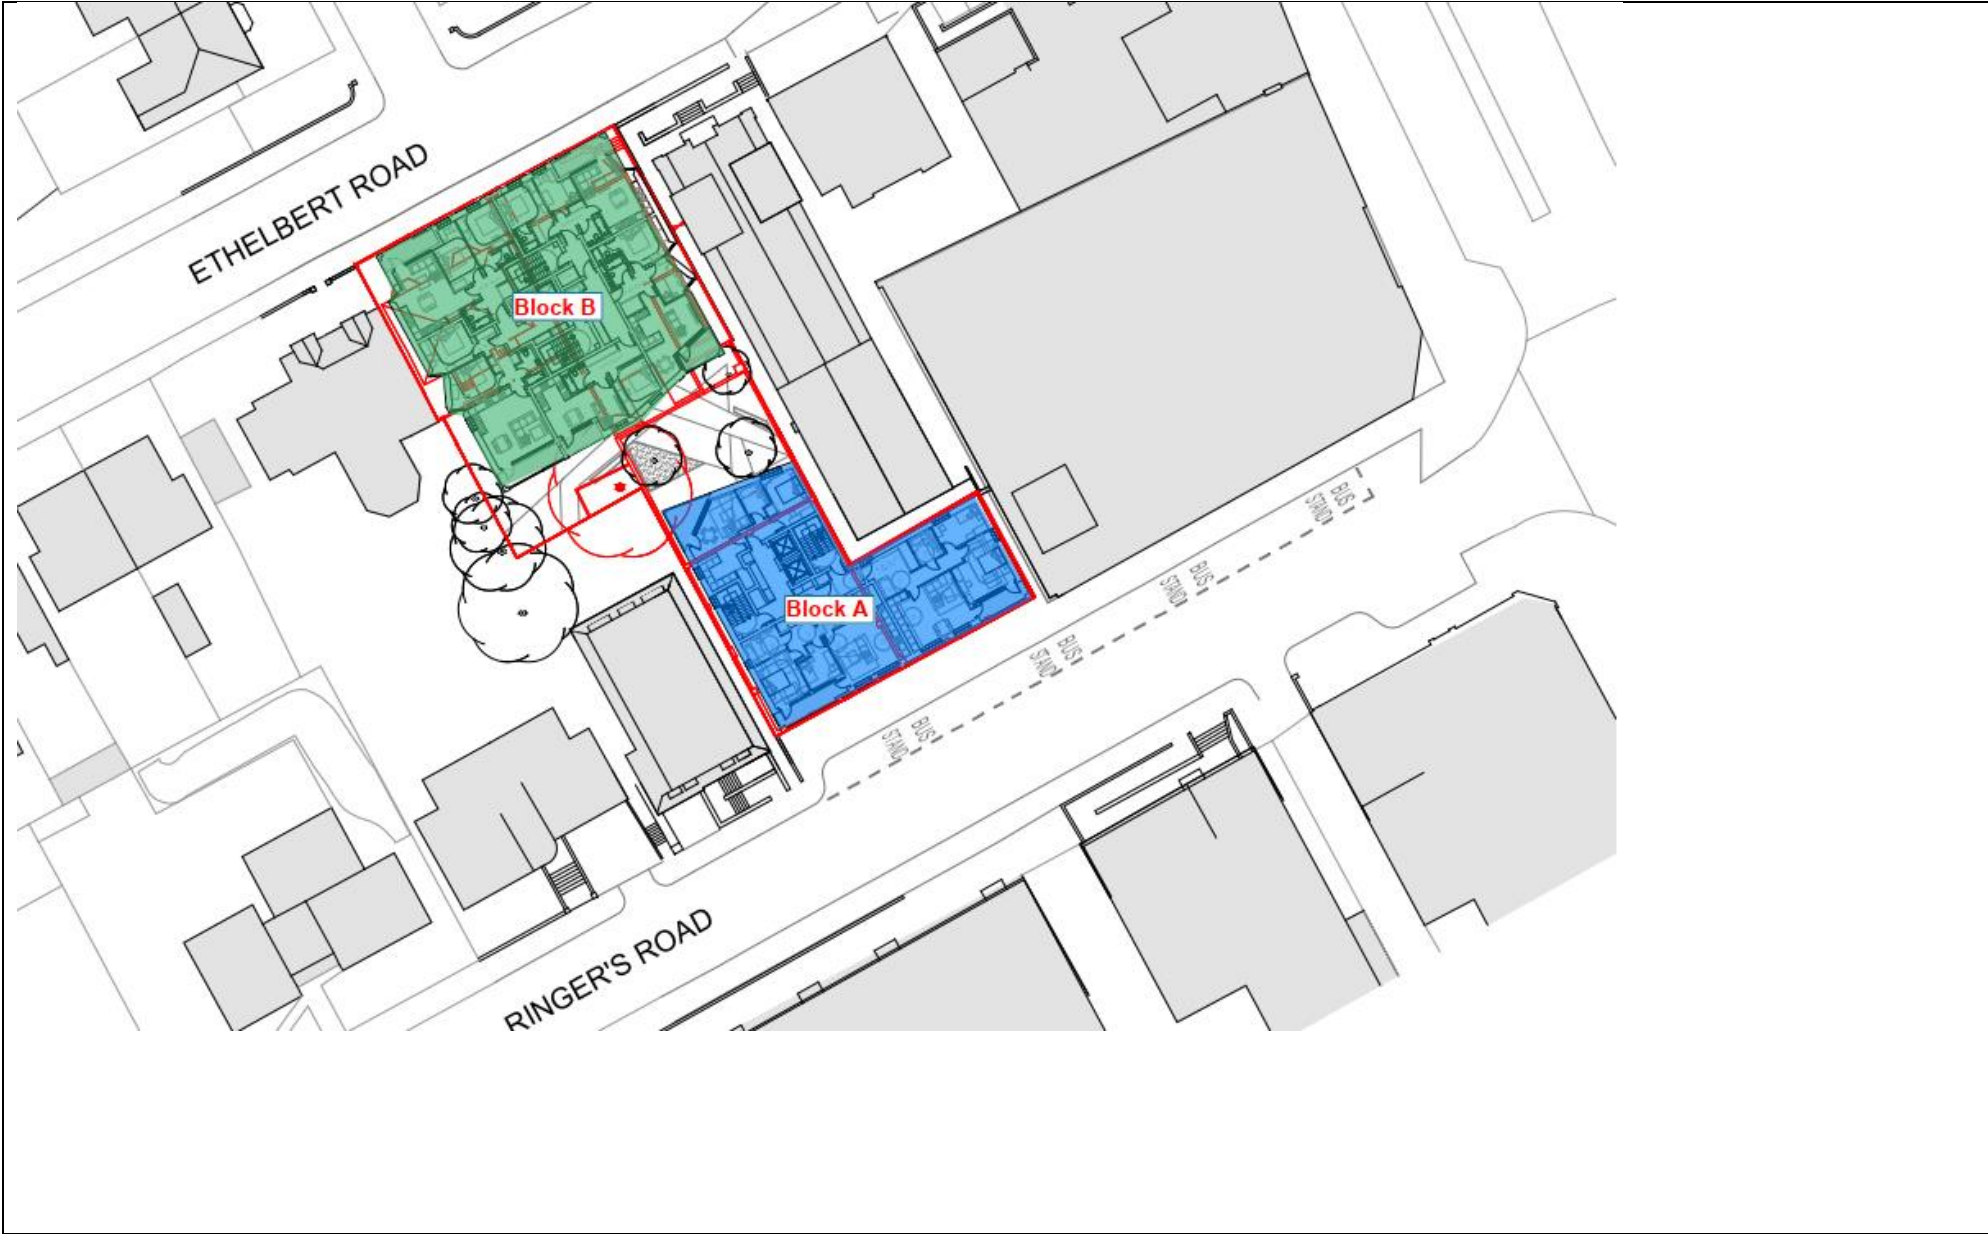 ETHELBERT ROAD
Block B
BUS
STAND
BUS
STAND
Block A
BUS
STAND
BUS
STAND
RINGER'S ROAD